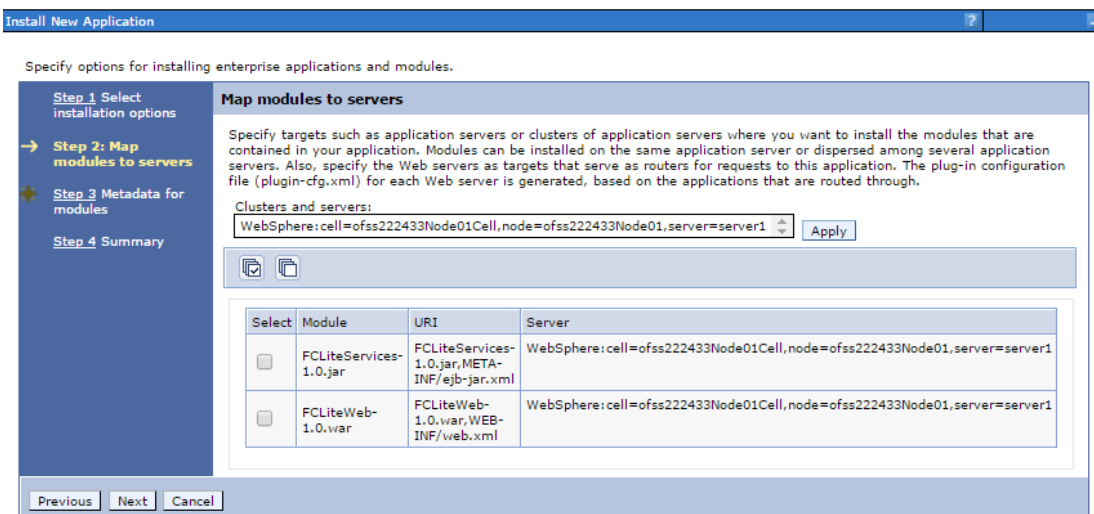 Install New Application
?
Specify options for installing enterprise applications and modules.
Step 1 Select
installation options
Step 2: Map
modules to servers
Step 3 Metadata for
modules
Step 4 Summary
Map modules to servers
Specify targets such as application servers or clusters of application servers where you want to install the modules that are
contained in your application. Modules can be installed on the same application server or dispersed among several application
servers. Also, specify the Web servers as targets that serve as routers for requests to this application. The plug-in configuration
file (plugin-cfg.xml) for each Web server is generated, based on the applications that are routed through.
Clusters and servers:
WebSphere:cell=ofss222433Node01Cell,node=ofss222433Node01,server=server1
Apply
Select Module URI Server
FCLiteServices-
1.0.jar
FCLiteServices-
1.0.jar,META-
INF/ejb-jar.xml
WebSphere:cell=ofss222433Node01Cell,node=ofss222433Node01,server=server1
FCLiteWeb-
1.0.war
FCLiteWeb-
1.0.war,WEB-
INF/web.xml
WebSphere:cell=ofss222433Node01Cell,node=ofss222433Node01,server=server1
Previous Next Cancel